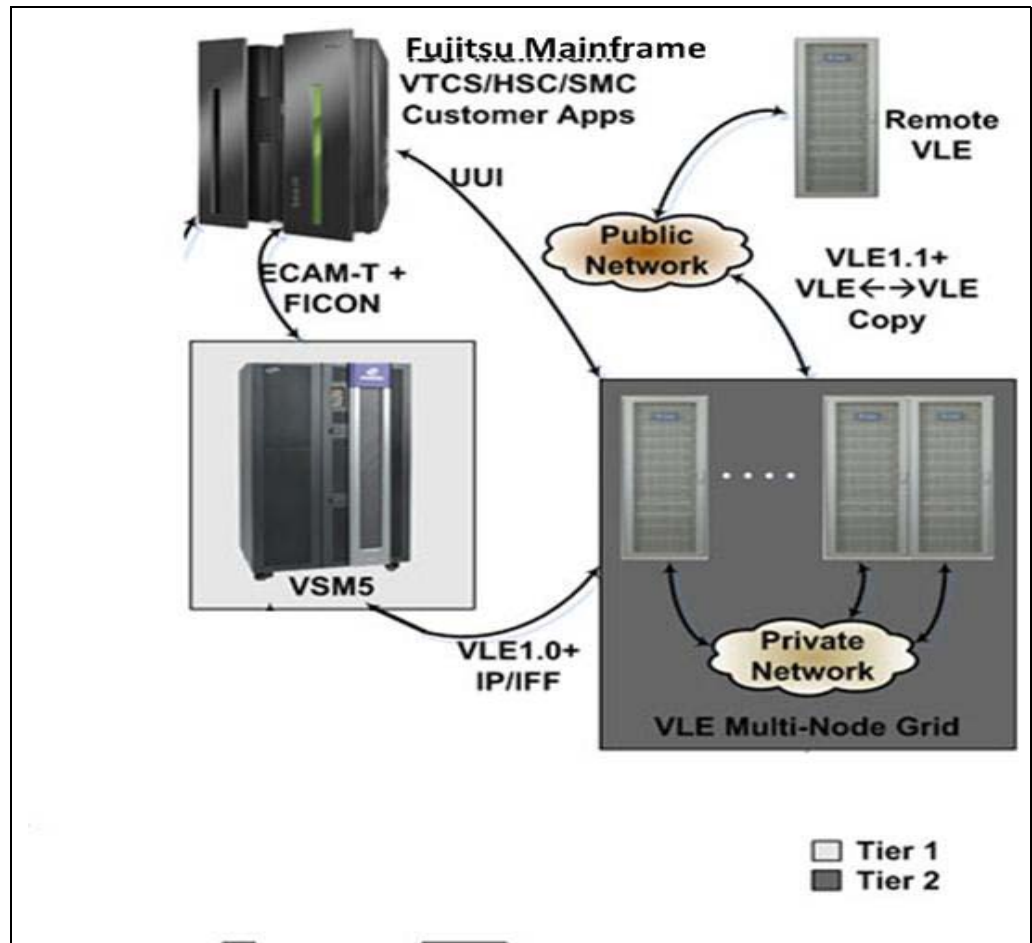 Fujitsu Mainframe
VTCS/HSC/SMC
Customer Apps
Remote
VLE
UUI
Public
Network
ECAM-T +
FICON
VLE1.1+
VLE←→VLE
Copy
VSM5
VLE1.0+
IP/IFF
Private
Network
VLE Multi-Node Grid
Tier 1
Tier 2